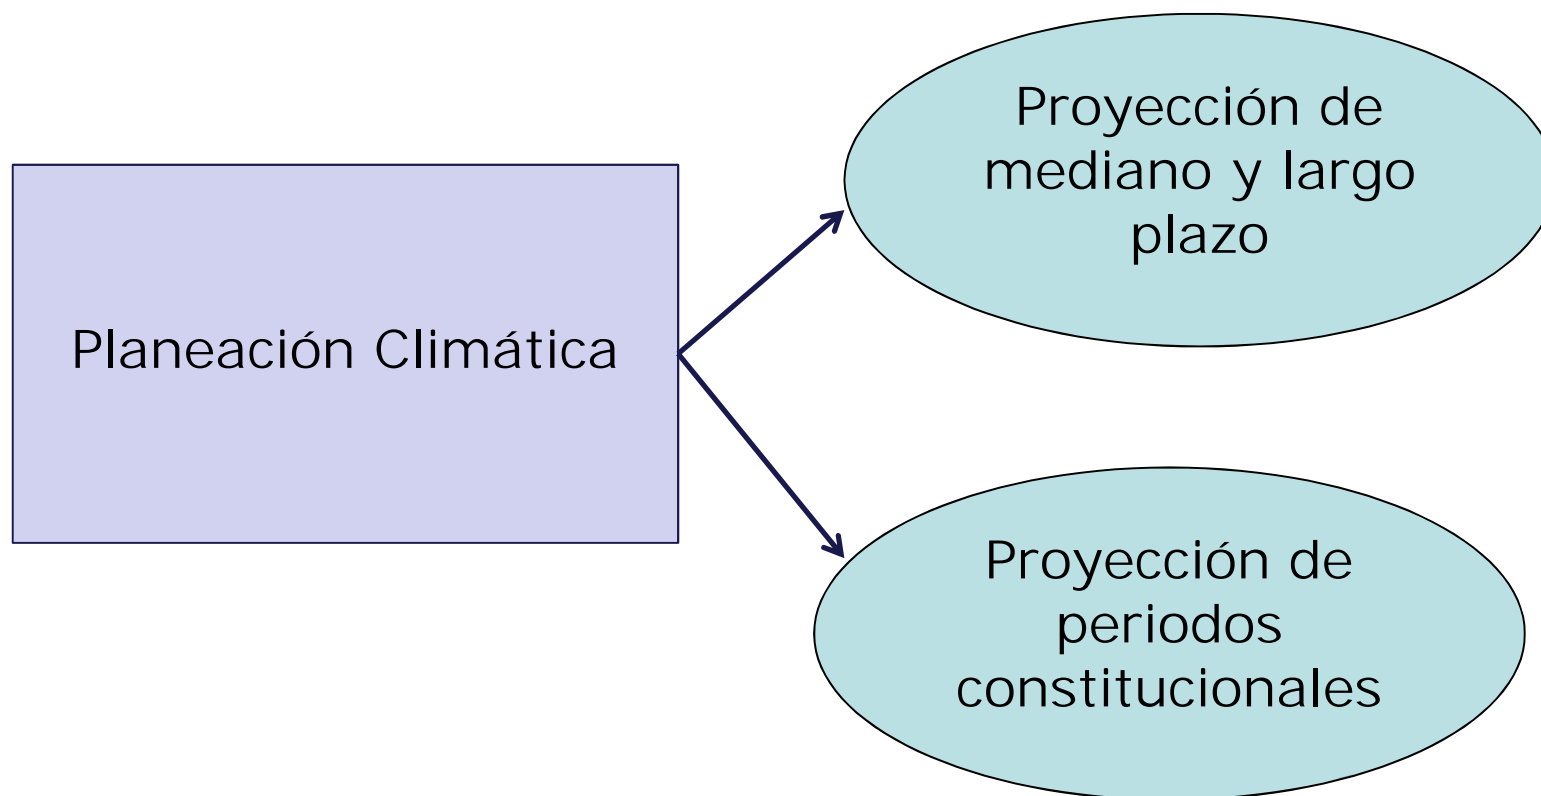 Planeación Climática
Proyección de
mediano y largo
plazo
Proyección de
periodos
constitucionales